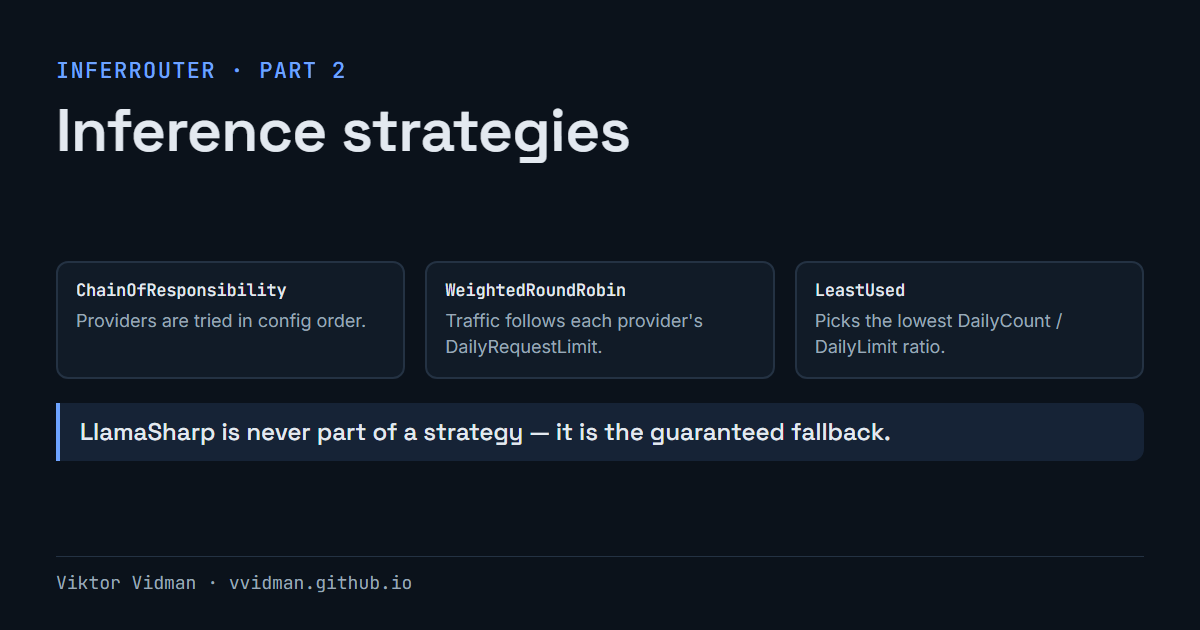 INFERROUTER · PART 2
Inference strategies
ChainOfResponsibility
Providers are tried in config order.
WeightedRoundRobin
Traffic follows each provider's
DailyRequestLimit.
LeastUsed
Picks the lowest DailyCount /
DailyLimit ratio.
LlamaSharp is never part of a strategy — it is the guaranteed fallback.
Viktor Vidman · vvidman.github.io